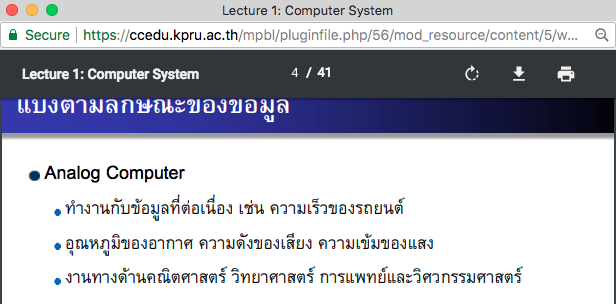 Lecture 1: Computer System
Secure | https://ccedu.kpru.ac.th/mpbl/pluginfile.php/56/mod_resource/content/5/w...
Lecture 1: Computer System 4 / 41
แบ่งตามลักษณะของข้อมูล
Analog Computer
ทำงานกับข้อมูลที่ต่อเนื่อง เช่น ความเร็วของรถยนต์
อุณหภูมิของอากาศ ความดังของเสียง ความเข้มของแสง
งานทางด้านคณิตศาสตร์ วิทยาศาสตร์ การแพทย์และวิศวกรรมศาสตร์